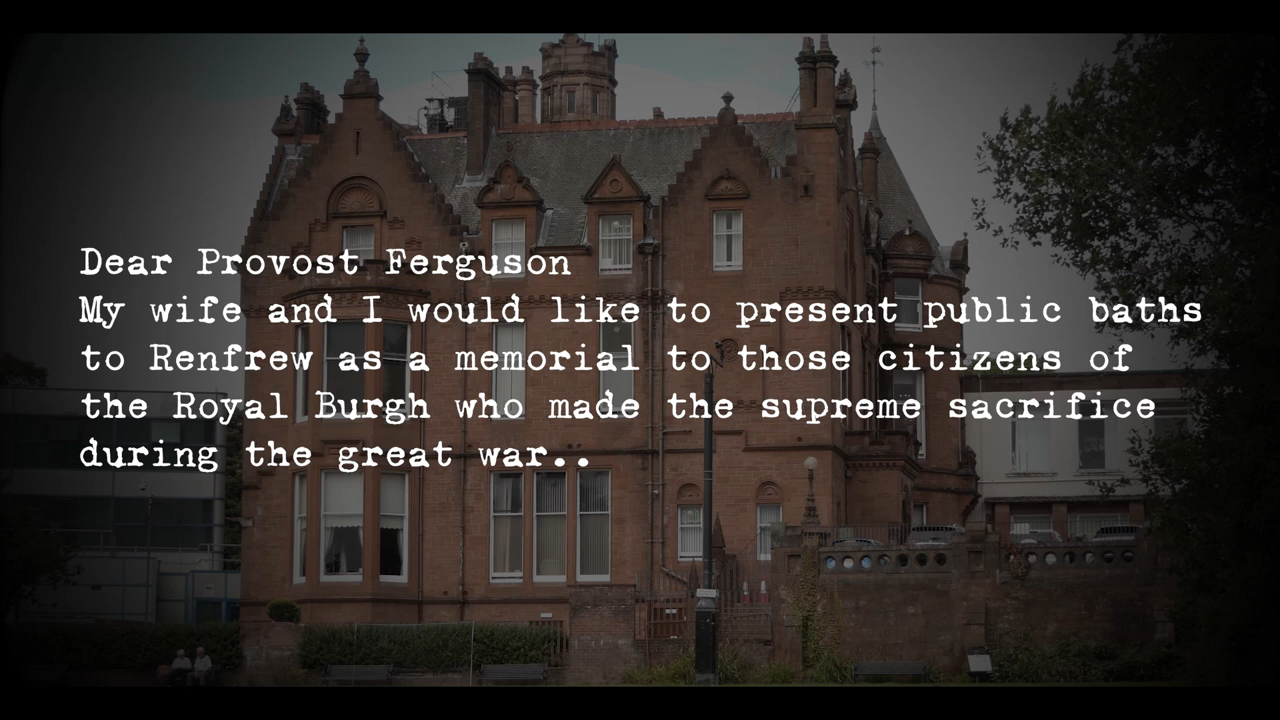 Dear Provost Ferguson
My wife and I would like to present public baths
to Renfrew as a memorial to those citizens of
the Royal Burgh who made the supreme sacrifice
during the great war..